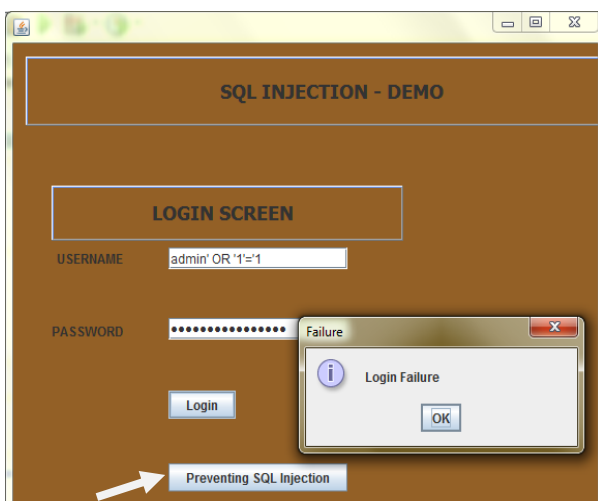 SQL INJECTION - DEMO
LOGIN SCREEN
USERNAME admin' OR '1'='1
PASSWORD ••••••••••••••••
Failure
Login Failure
OK
Login
Preventing SQL Injection